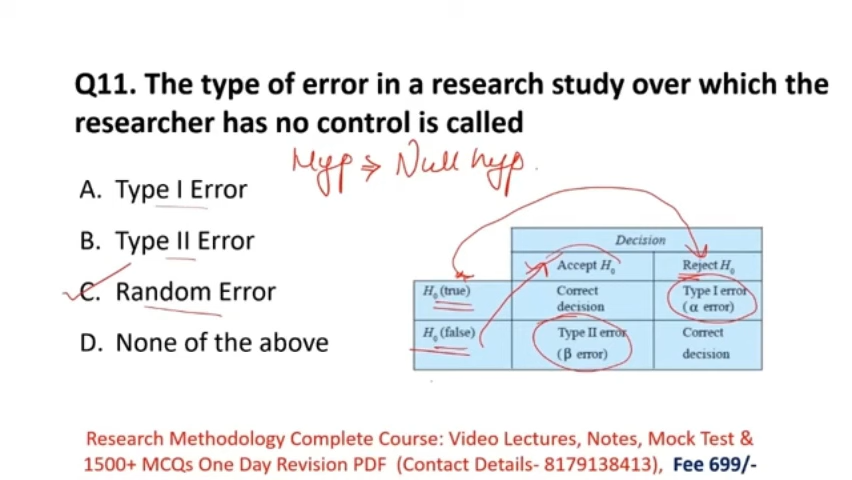 Q11. The type of error in a research study over which the
researcher has no control is called
Hyp ⇒ Null hyp.
A. Type I Error
B. Type II Error
C. Random Error
D. None of the above
Decision
Accept H₀ Reject H₀
H₀ (true) Correct decision Type I error (α error)
H₀ (false) Type II error (β error) Correct decision
Research Methodology Complete Course: Video Lectures, Notes, Mock Test &
1500+ MCQs One Day Revision PDF (Contact Details- 8179138413), Fee 699/-